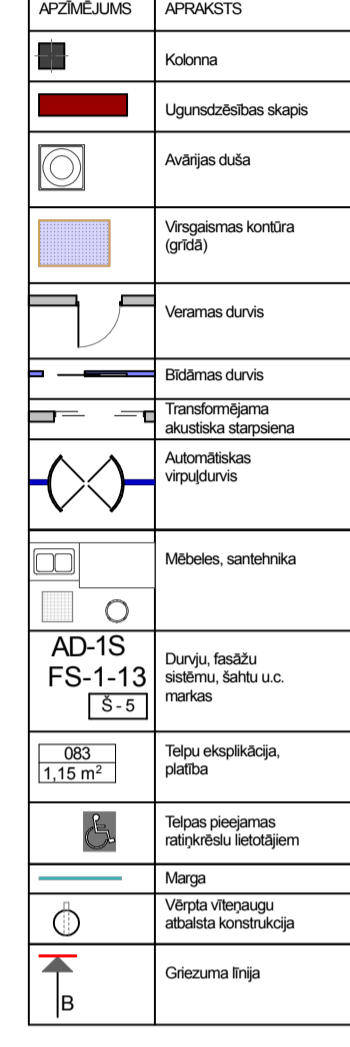 APZĪMĒJUMS APRAKSTS
Kolonna
Ugunsdzēsības skapis
Avārijas duša
Virsgaismas kontūra
(grīdā)
Veramas durvis
Bīdāmas durvis
Transformējama
akustiska starpsiena
Automātiskas
virpuļdurvis
Mēbeles, santehnika
AD-1S
FS-1-13
Š - 5
Durvju, fasāžu
sistēmu, šahtu u.c.
markas
083
1,15 m²
Telpu eksplikācija,
platība
Telpas pieejamas
ratiņkrēslu lietotājiem
Marga
Vērpta vīteņaugu
atbalsta konstrukcija
B
Griezuma līnija